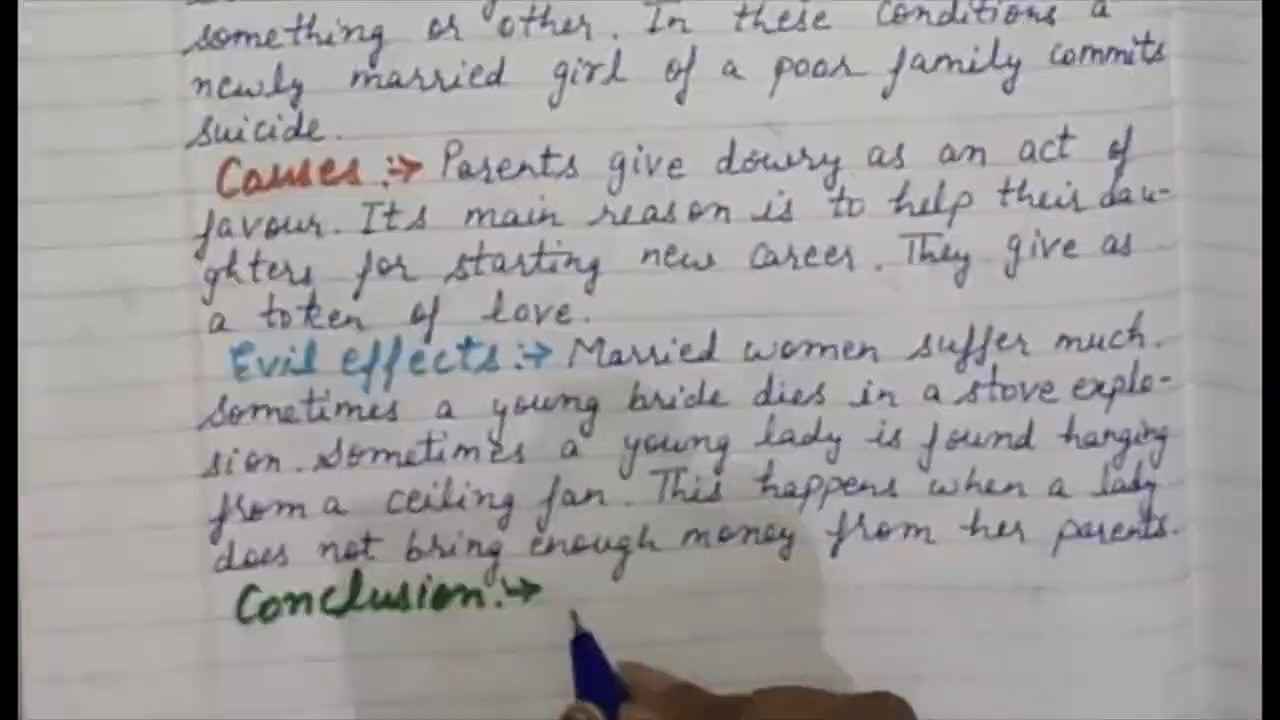 something or other. In these conditions a
newly married girl of a poor family commits
suicide.
Causes :→ Parents give dowry as an act of
favour. Its main reason is to help their dau-
ghters for starting new career. They give as
a token of love.
Evil effects :→ Married women suffer much.
sometimes a young bride dies in a stove explo-
sion. Sometimes a young lady is found hanging
from a ceiling fan. This happens when a lady
does not bring enough money from her parents.
Conclusion :→